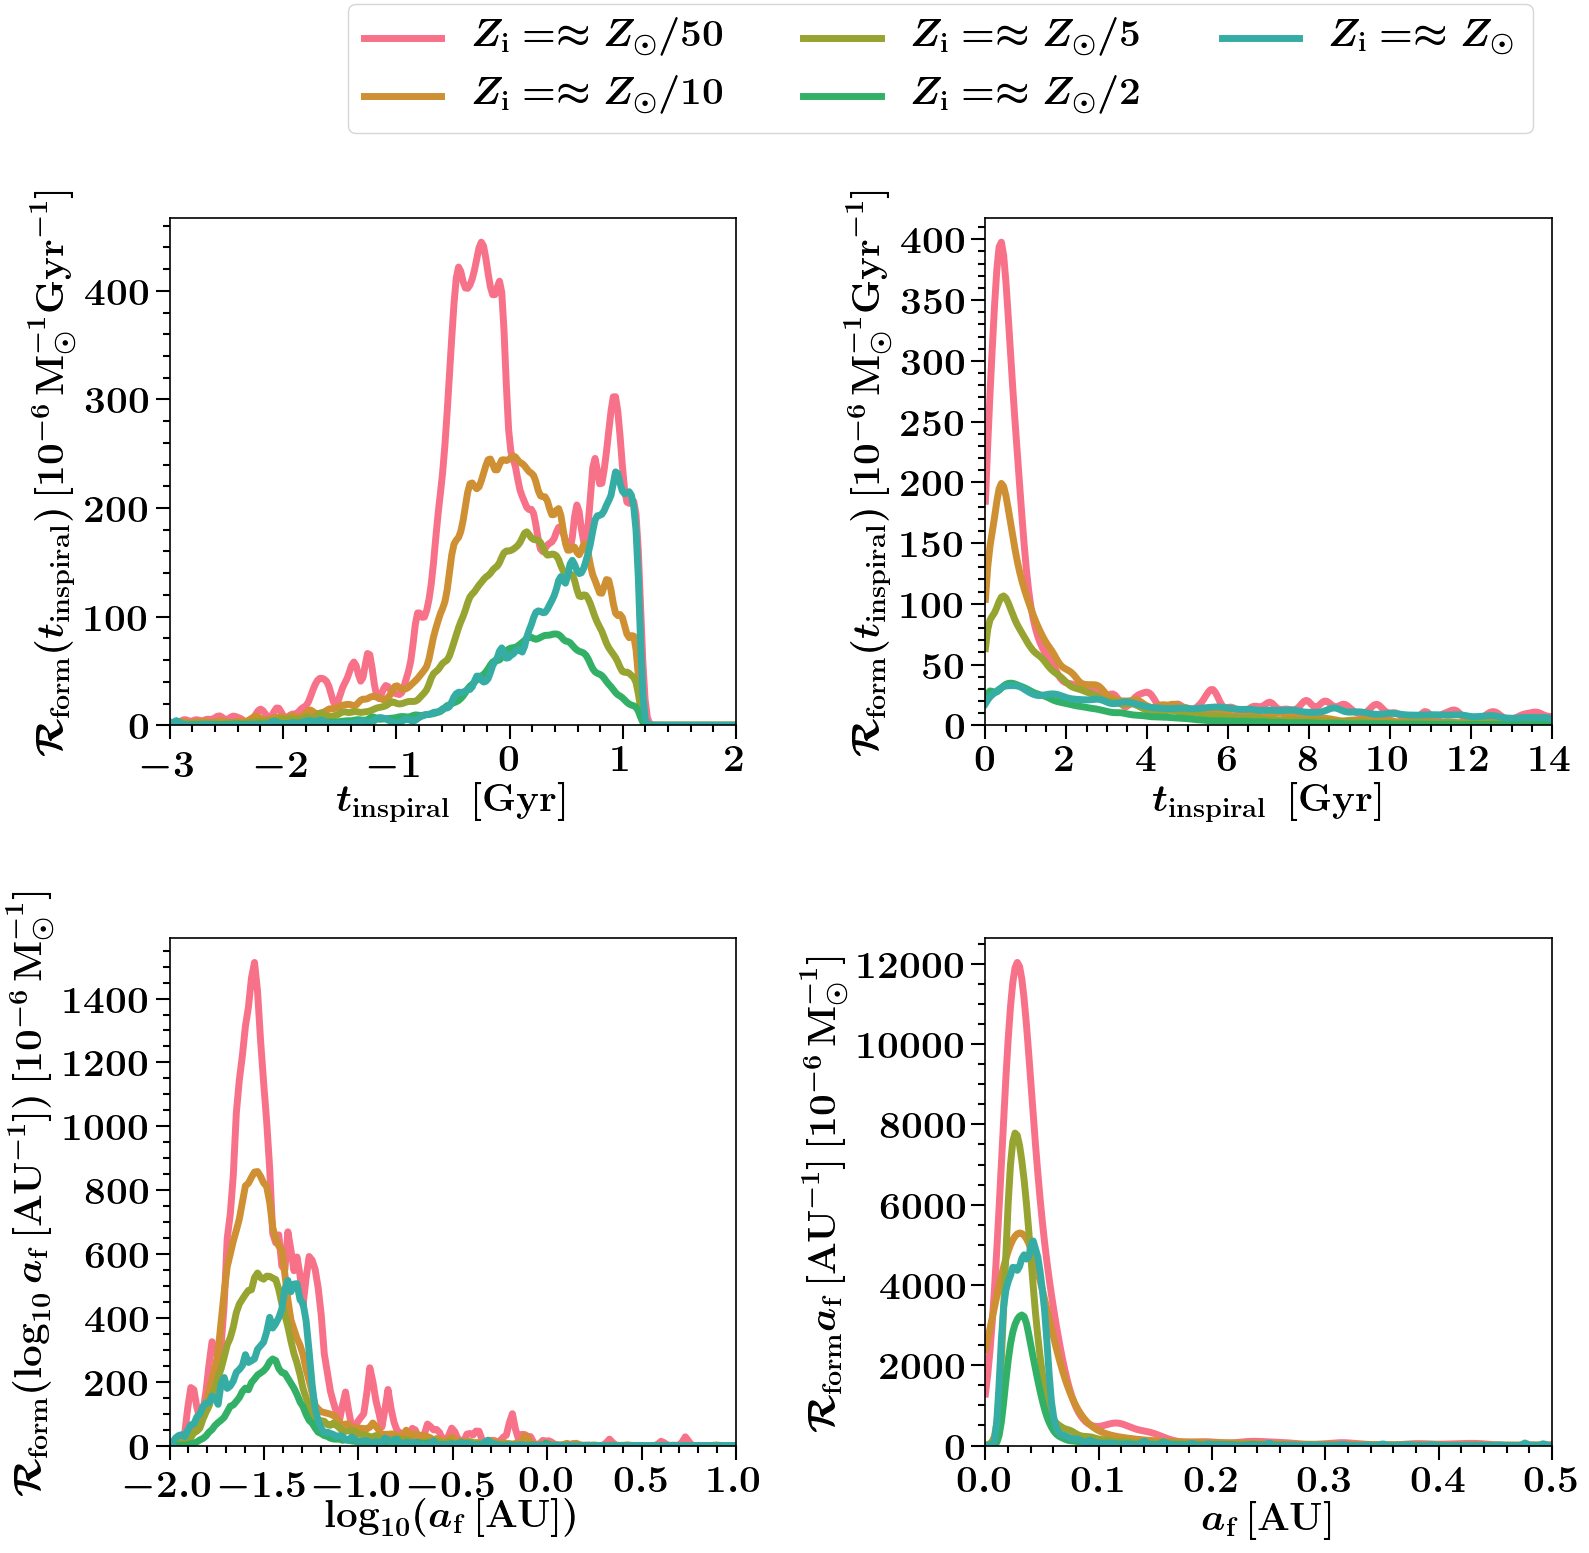 Z_i =≈ Z_⊙/50 Z_i =≈ Z_⊙/5 Z_i =≈ Z_⊙
Z_i =≈ Z_⊙/10 Z_i =≈ Z_⊙/2
ℛ_form(t_inspiral) [10^−6 M_⊙^−1 Gyr^−1]
400
300
200
100
0
−3 −2 −1 0 1 2
t_inspiral [Gyr]
ℛ_form(t_inspiral) [10^−6 M_⊙^−1 Gyr^−1]
400
350
300
250
200
150
100
50
0
0 2 4 6 8 10 12 14
t_inspiral [Gyr]
ℛ_form(log_10 a_f [AU^−1]) [10^−6 M_⊙^−1]
1400
1200
1000
800
600
400
200
0
−2.0 −1.5 −1.0 −0.5 0.0 0.5 1.0
log_10(a_f [AU])
ℛ_form a_f [AU^−1] [10^−6 M_⊙^−1]
12000
10000
8000
6000
4000
2000
0
0.0 0.1 0.2 0.3 0.4 0.5
a_f [AU]